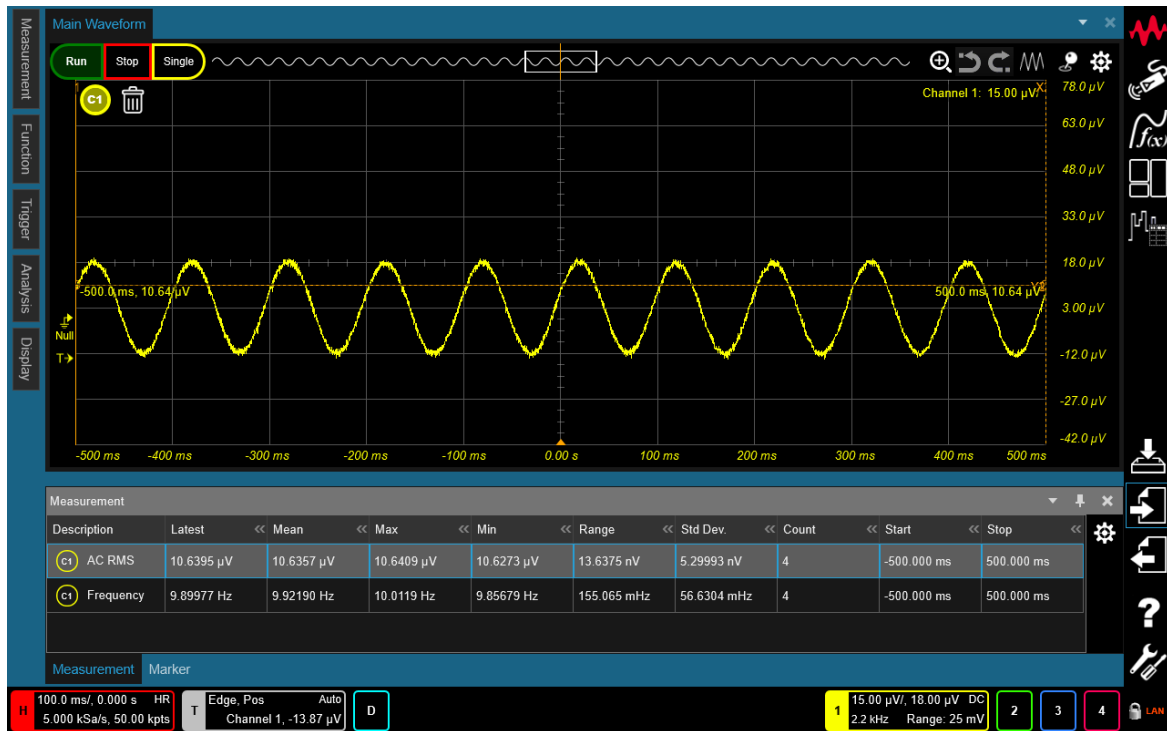 Measurement
Function
Trigger
Analysis
Display
Main Waveform
Run Stop Single
C1
Channel 1: 15.00 µV/
X
78.0 µV
63.0 µV
48.0 µV
33.0 µV
18.0 µV
-500.0 ms, 10.64 µV
500.0 ms, 10.64 µV
3.00 µV
Null
T
-12.0 µV
-27.0 µV
-42.0 µV
-500 ms -400 ms -300 ms -200 ms -100 ms 0.00 s 100 ms 200 ms 300 ms 400 ms 500 ms
f(x)
Measurement
Description Latest Mean Max Min Range Std Dev. Count Start Stop
C1 AC RMS 10.6395 µV 10.6357 µV 10.6409 µV 10.6273 µV 13.6375 nV 5.29993 nV 4 -500.000 ms 500.000 ms
C1 Frequency 9.89977 Hz 9.92190 Hz 10.0119 Hz 9.85679 Hz 155.065 mHz 56.6304 mHz 4 -500.000 ms 500.000 ms
?
Measurement Marker
H 100.0 ms/, 0.000 s HR
5.000 kSa/s, 50.00 kpts
T Edge, Pos Auto
Channel 1, -13.87 µV
D
1 15.00 µV/, 18.00 µV DC
2.2 kHz Range: 25 mV
2 3 4
LAN